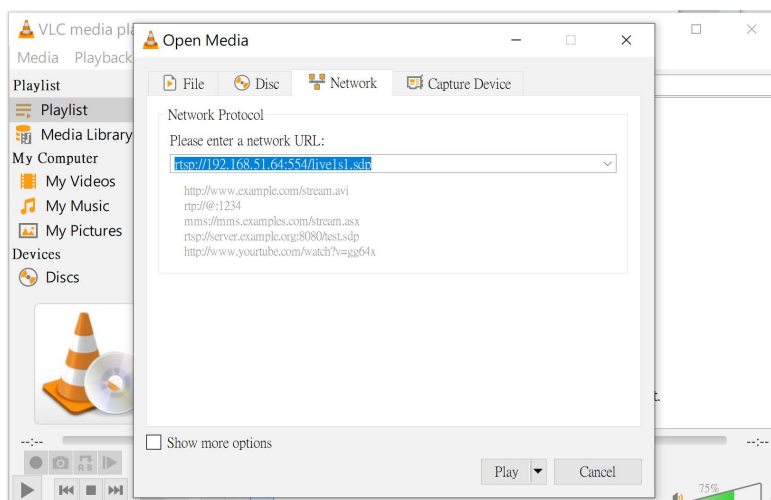 VLC media pla
Media Playback
Playlist
Playlist
Media Library
My Computer
My Videos
My Music
My Pictures
Devices
Discs
--:--
Open Media
File Disc Network Capture Device
Network Protocol
Please enter a network URL:
rtsp://192.168.51.64:554/live1s1.sdp
http://www.example.com/stream.avi
rtp://@:1234
mms://mms.examples.com/stream.asx
rtsp://server.example.org:8080/test.sdp
http://www.yourtube.com/watch?v=gg64x
Show more options
Play Cancel
t.
--:--
75%